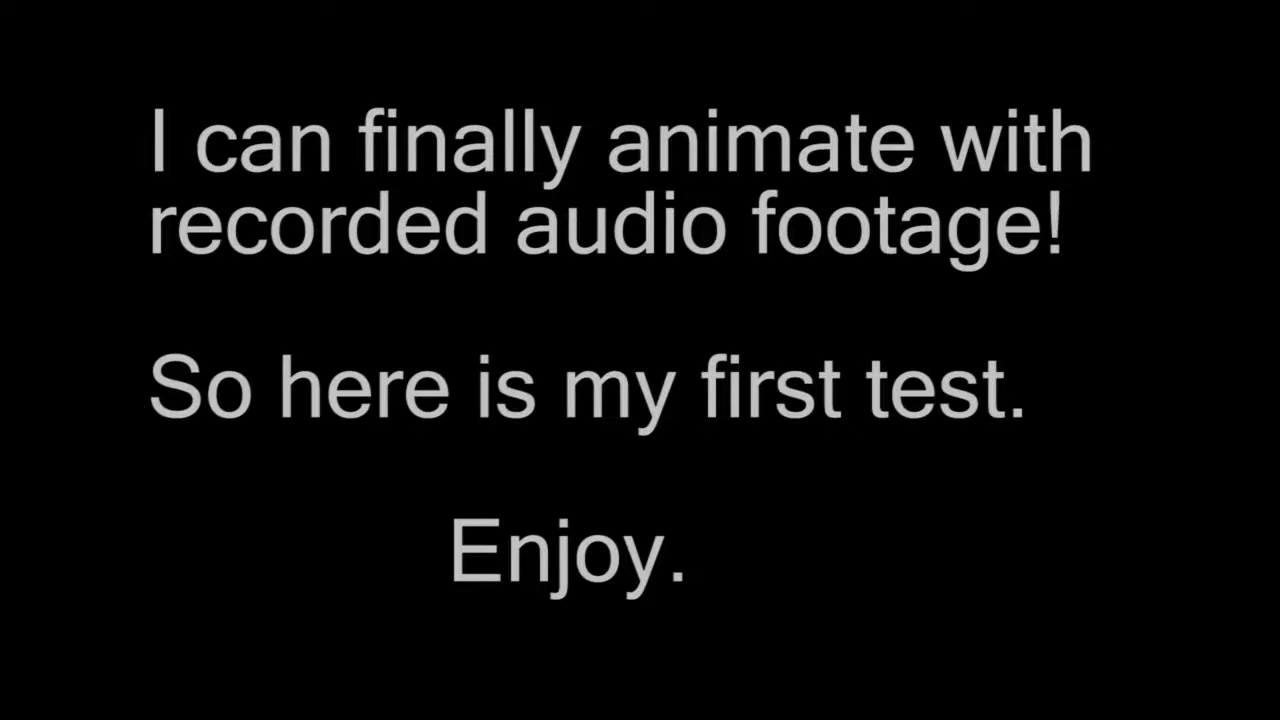 I can finally animate with
recorded audio footage!
So here is my first test.
Enjoy.